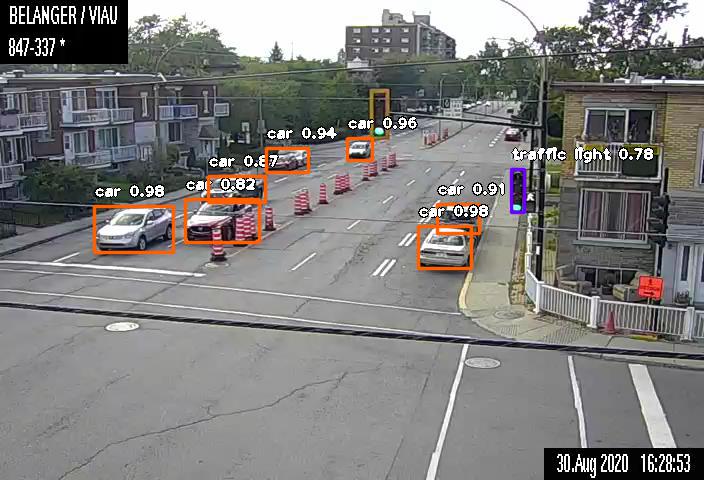 BELANGER / VIAU
847-337 *
car 0.94
car 0.96
car 0.87
traffic light 0.78
car 0.98
car 0.82
car 0.91
car 0.98
30.Aug 2020 16:28:53